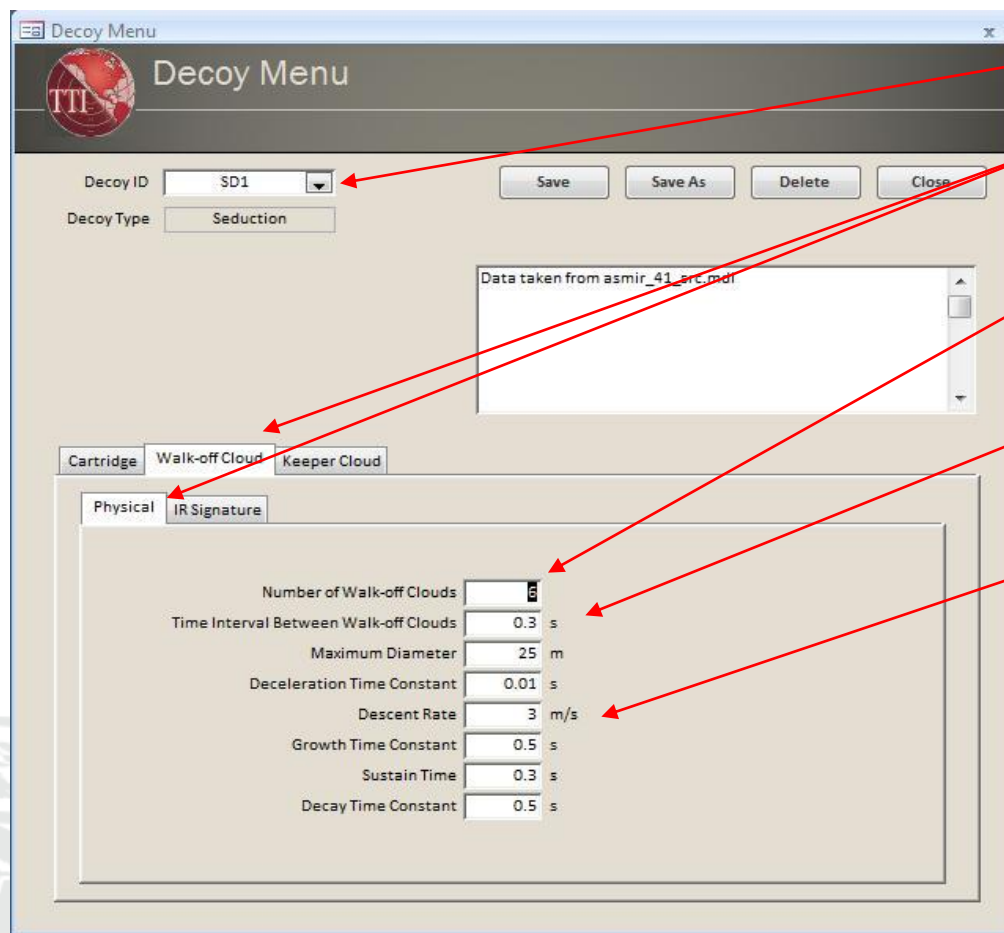 Decoy Menu x
TTI Decoy Menu
Decoy ID SD1 Save Save As Delete Close
Decoy Type Seduction
Data taken from asmir_41_src.mdl
Cartridge Walk-off Cloud Keeper Cloud
Physical IR Signature
Number of Walk-off Clouds 6
Time Interval Between Walk-off Clouds 0.3 s
Maximum Diameter 25 m
Deceleration Time Constant 0.01 s
Descent Rate 3 m/s
Growth Time Constant 0.5 s
Sustain Time 0.3 s
Decay Time Constant 0.5 s